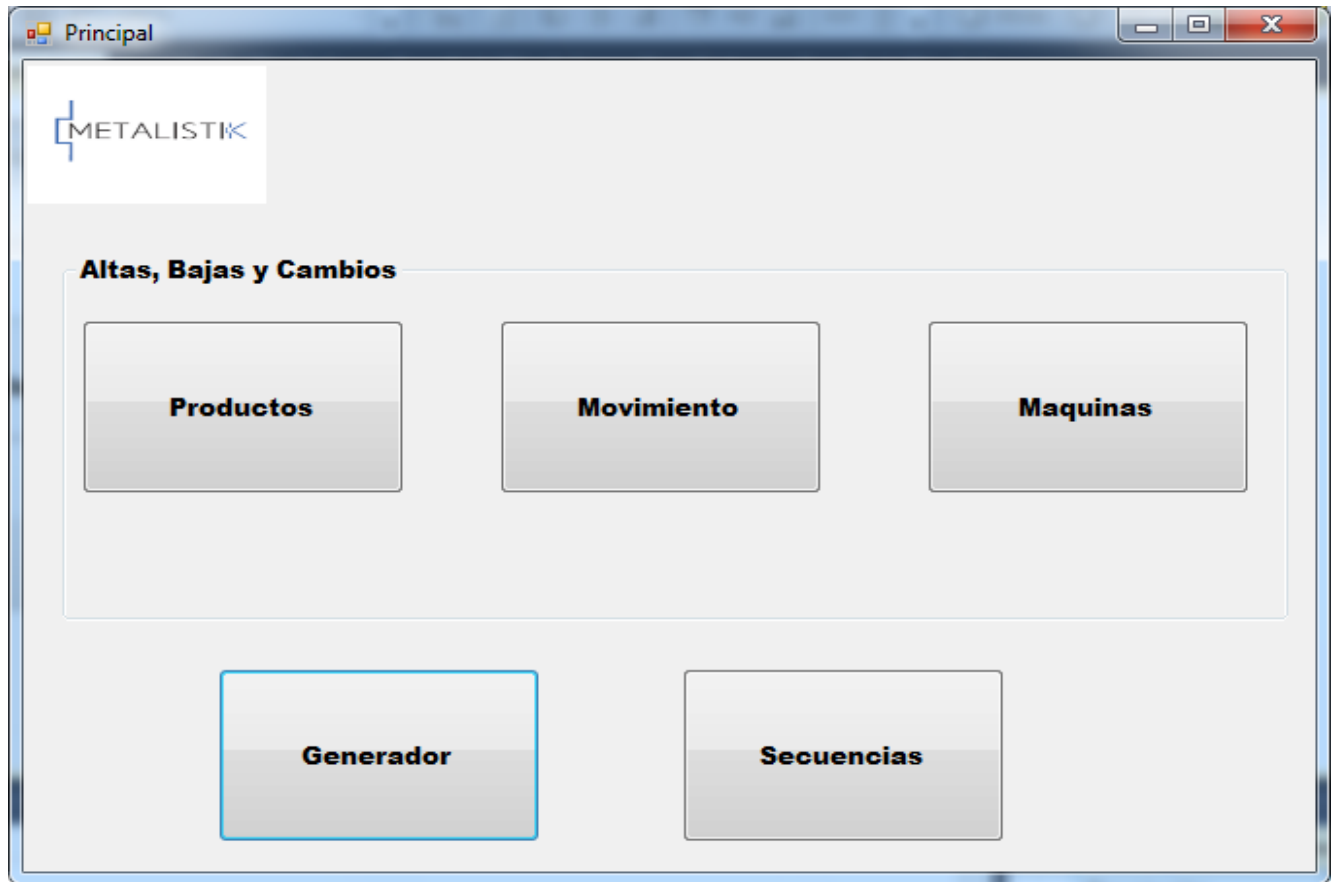 Principal
METALISTIK
Altas, Bajas y Cambios
Productos
Movimiento
Maquinas
Generador
Secuencias